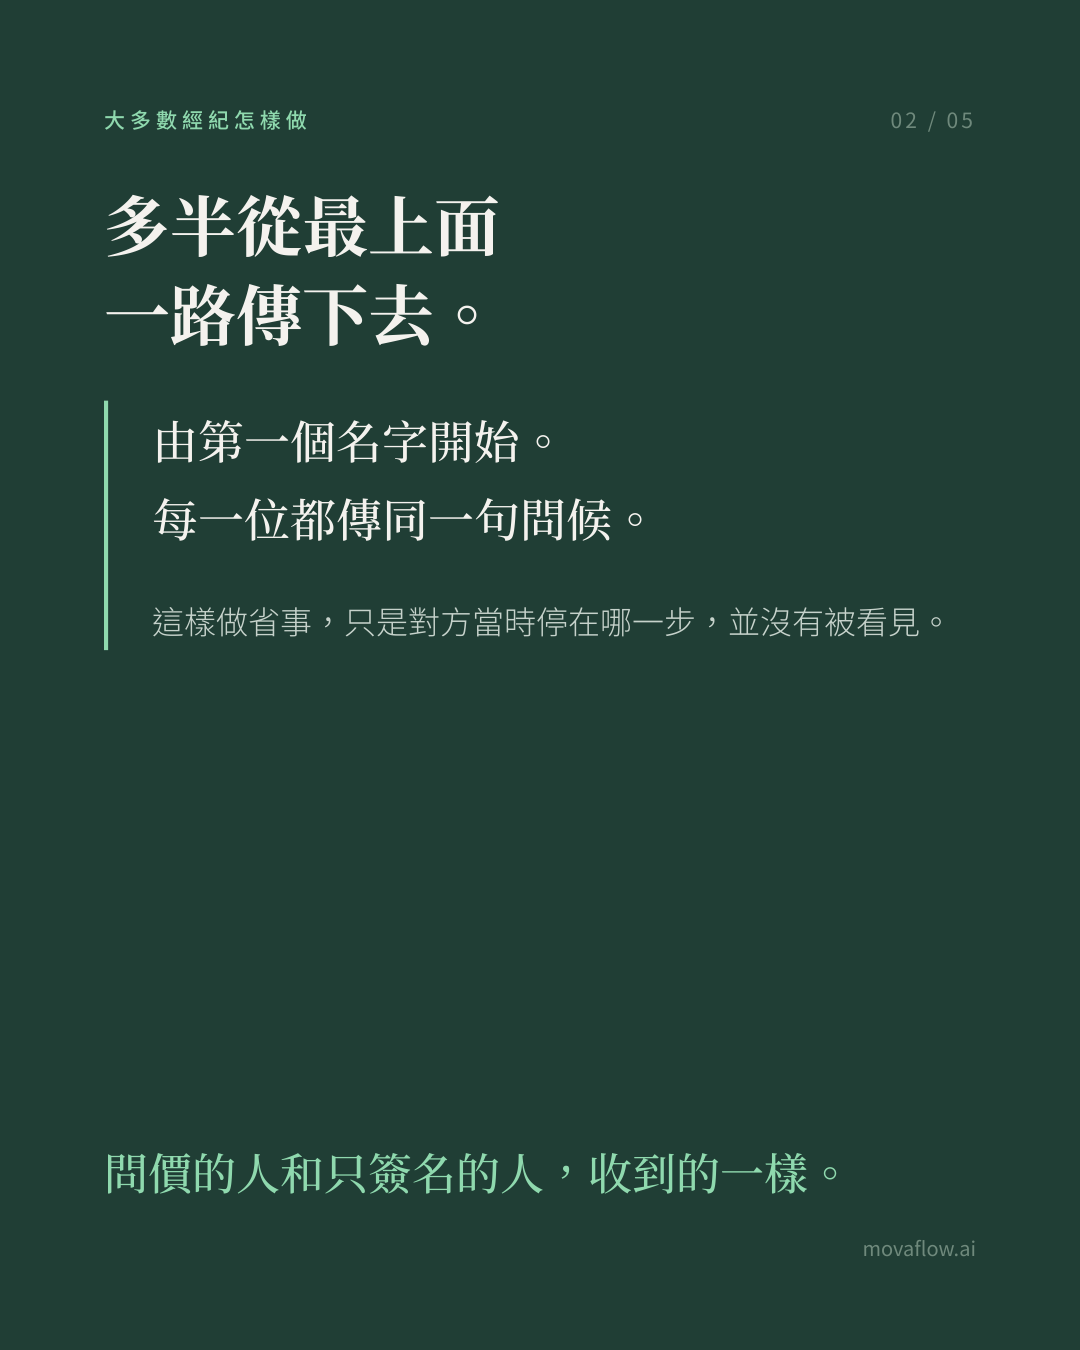 大多數經紀怎樣做
02 / 05
多半從最上面
一路傳下去。
由第一個名字開始。
每一位都傳同一句問候。
這樣做省事，只是對方當時停在哪一步，並沒有被看見。
問價的人和只簽名的人，收到的一樣。
movaflow.ai